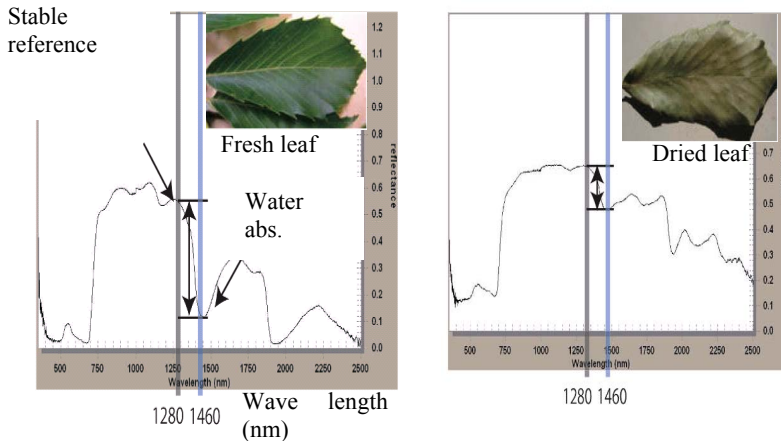 Stable
reference
1.2
1.1
1.0
0.9
0.8
0.7
0.6
0.5
0.4
0.3
0.2
0.1
0.0
reflectance
Fresh leaf
Water
abs.
500 750 1000 1250 1500 1750 2000 2250 2500
Wavelength (nm)
1280 1460
Wave length
(nm)
Dried leaf
0.7
0.6
0.5
0.4
0.3
0.2
0.1
0.0
500 750 1000 1250 1500 1750 2000 2250 2500
Wavelength (nm)
1280 1460